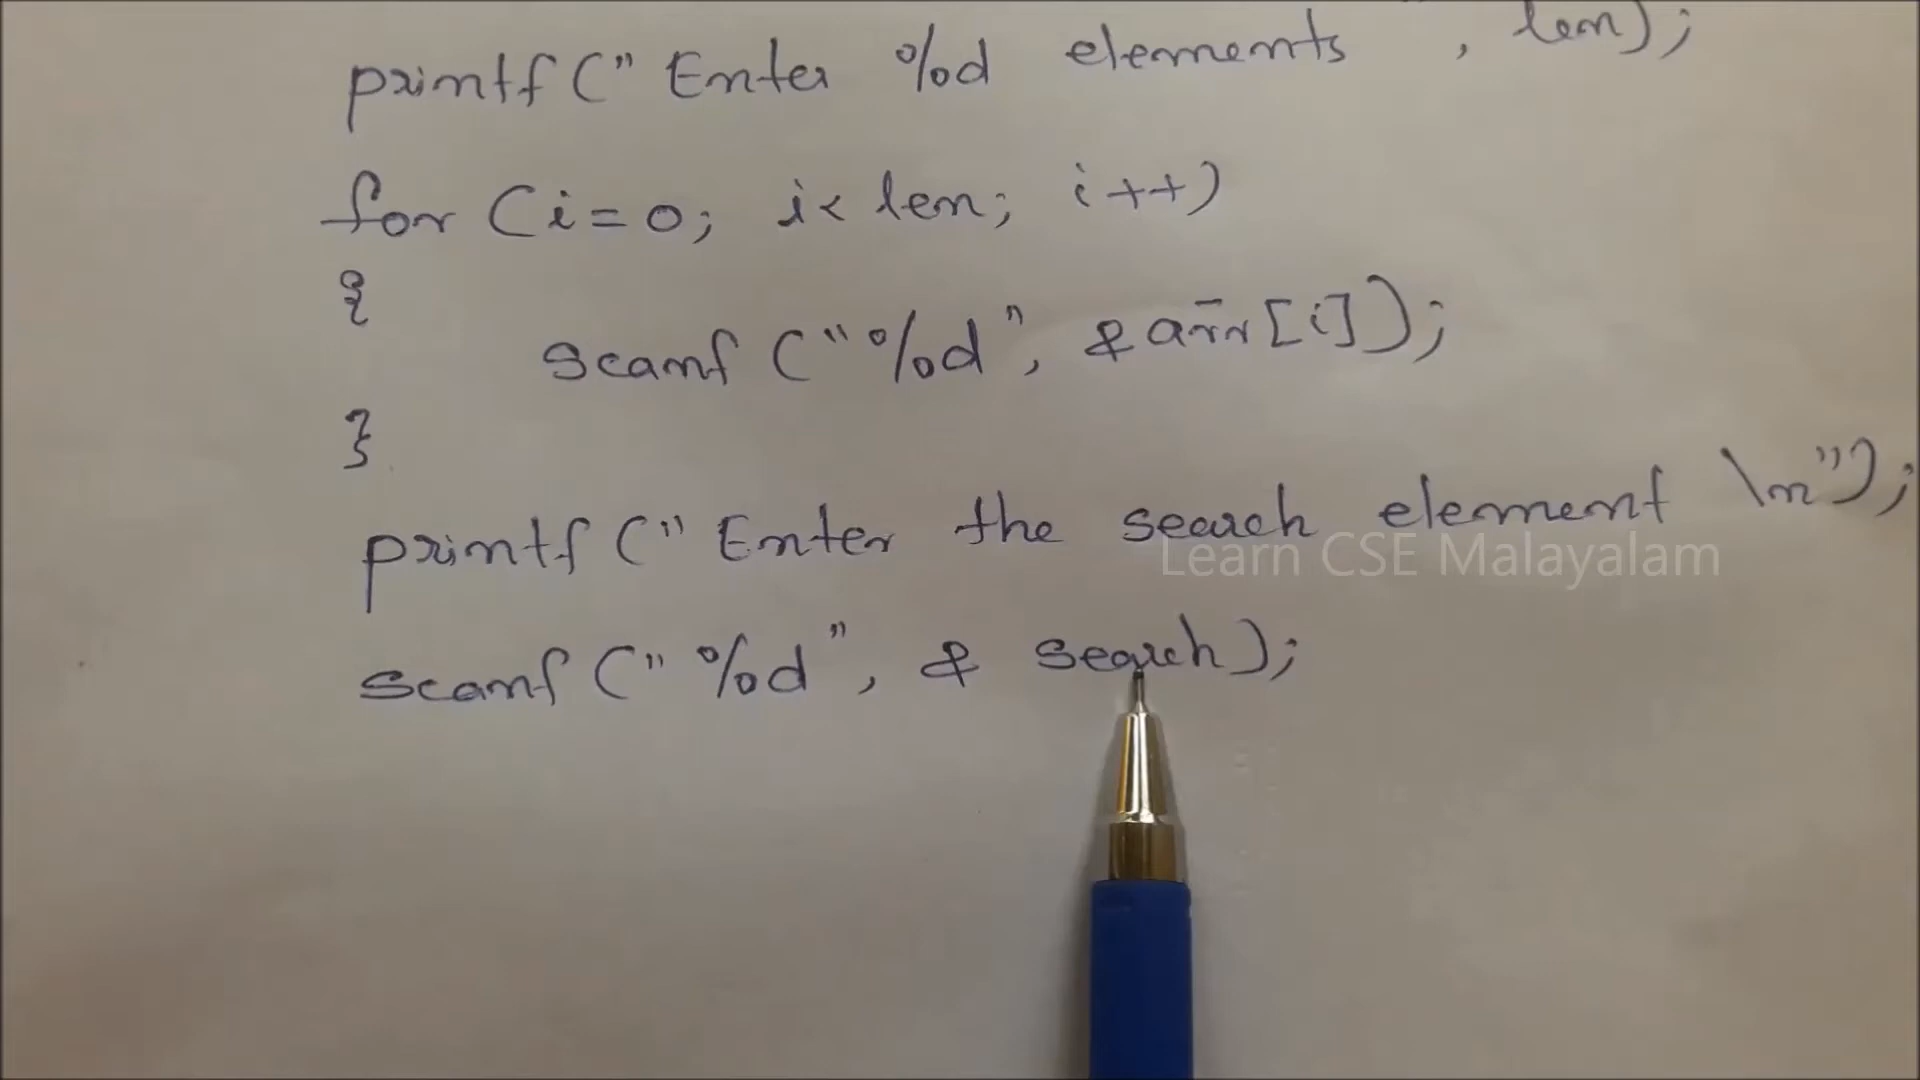 printf (" Enter %d elements ", len);
for (i=0; i< len; i++)
{
scanf ("%d", &arr[i]);
}
printf (" Enter the search element \n");
Learn CSE Malayalam
scanf (" %d", & search);